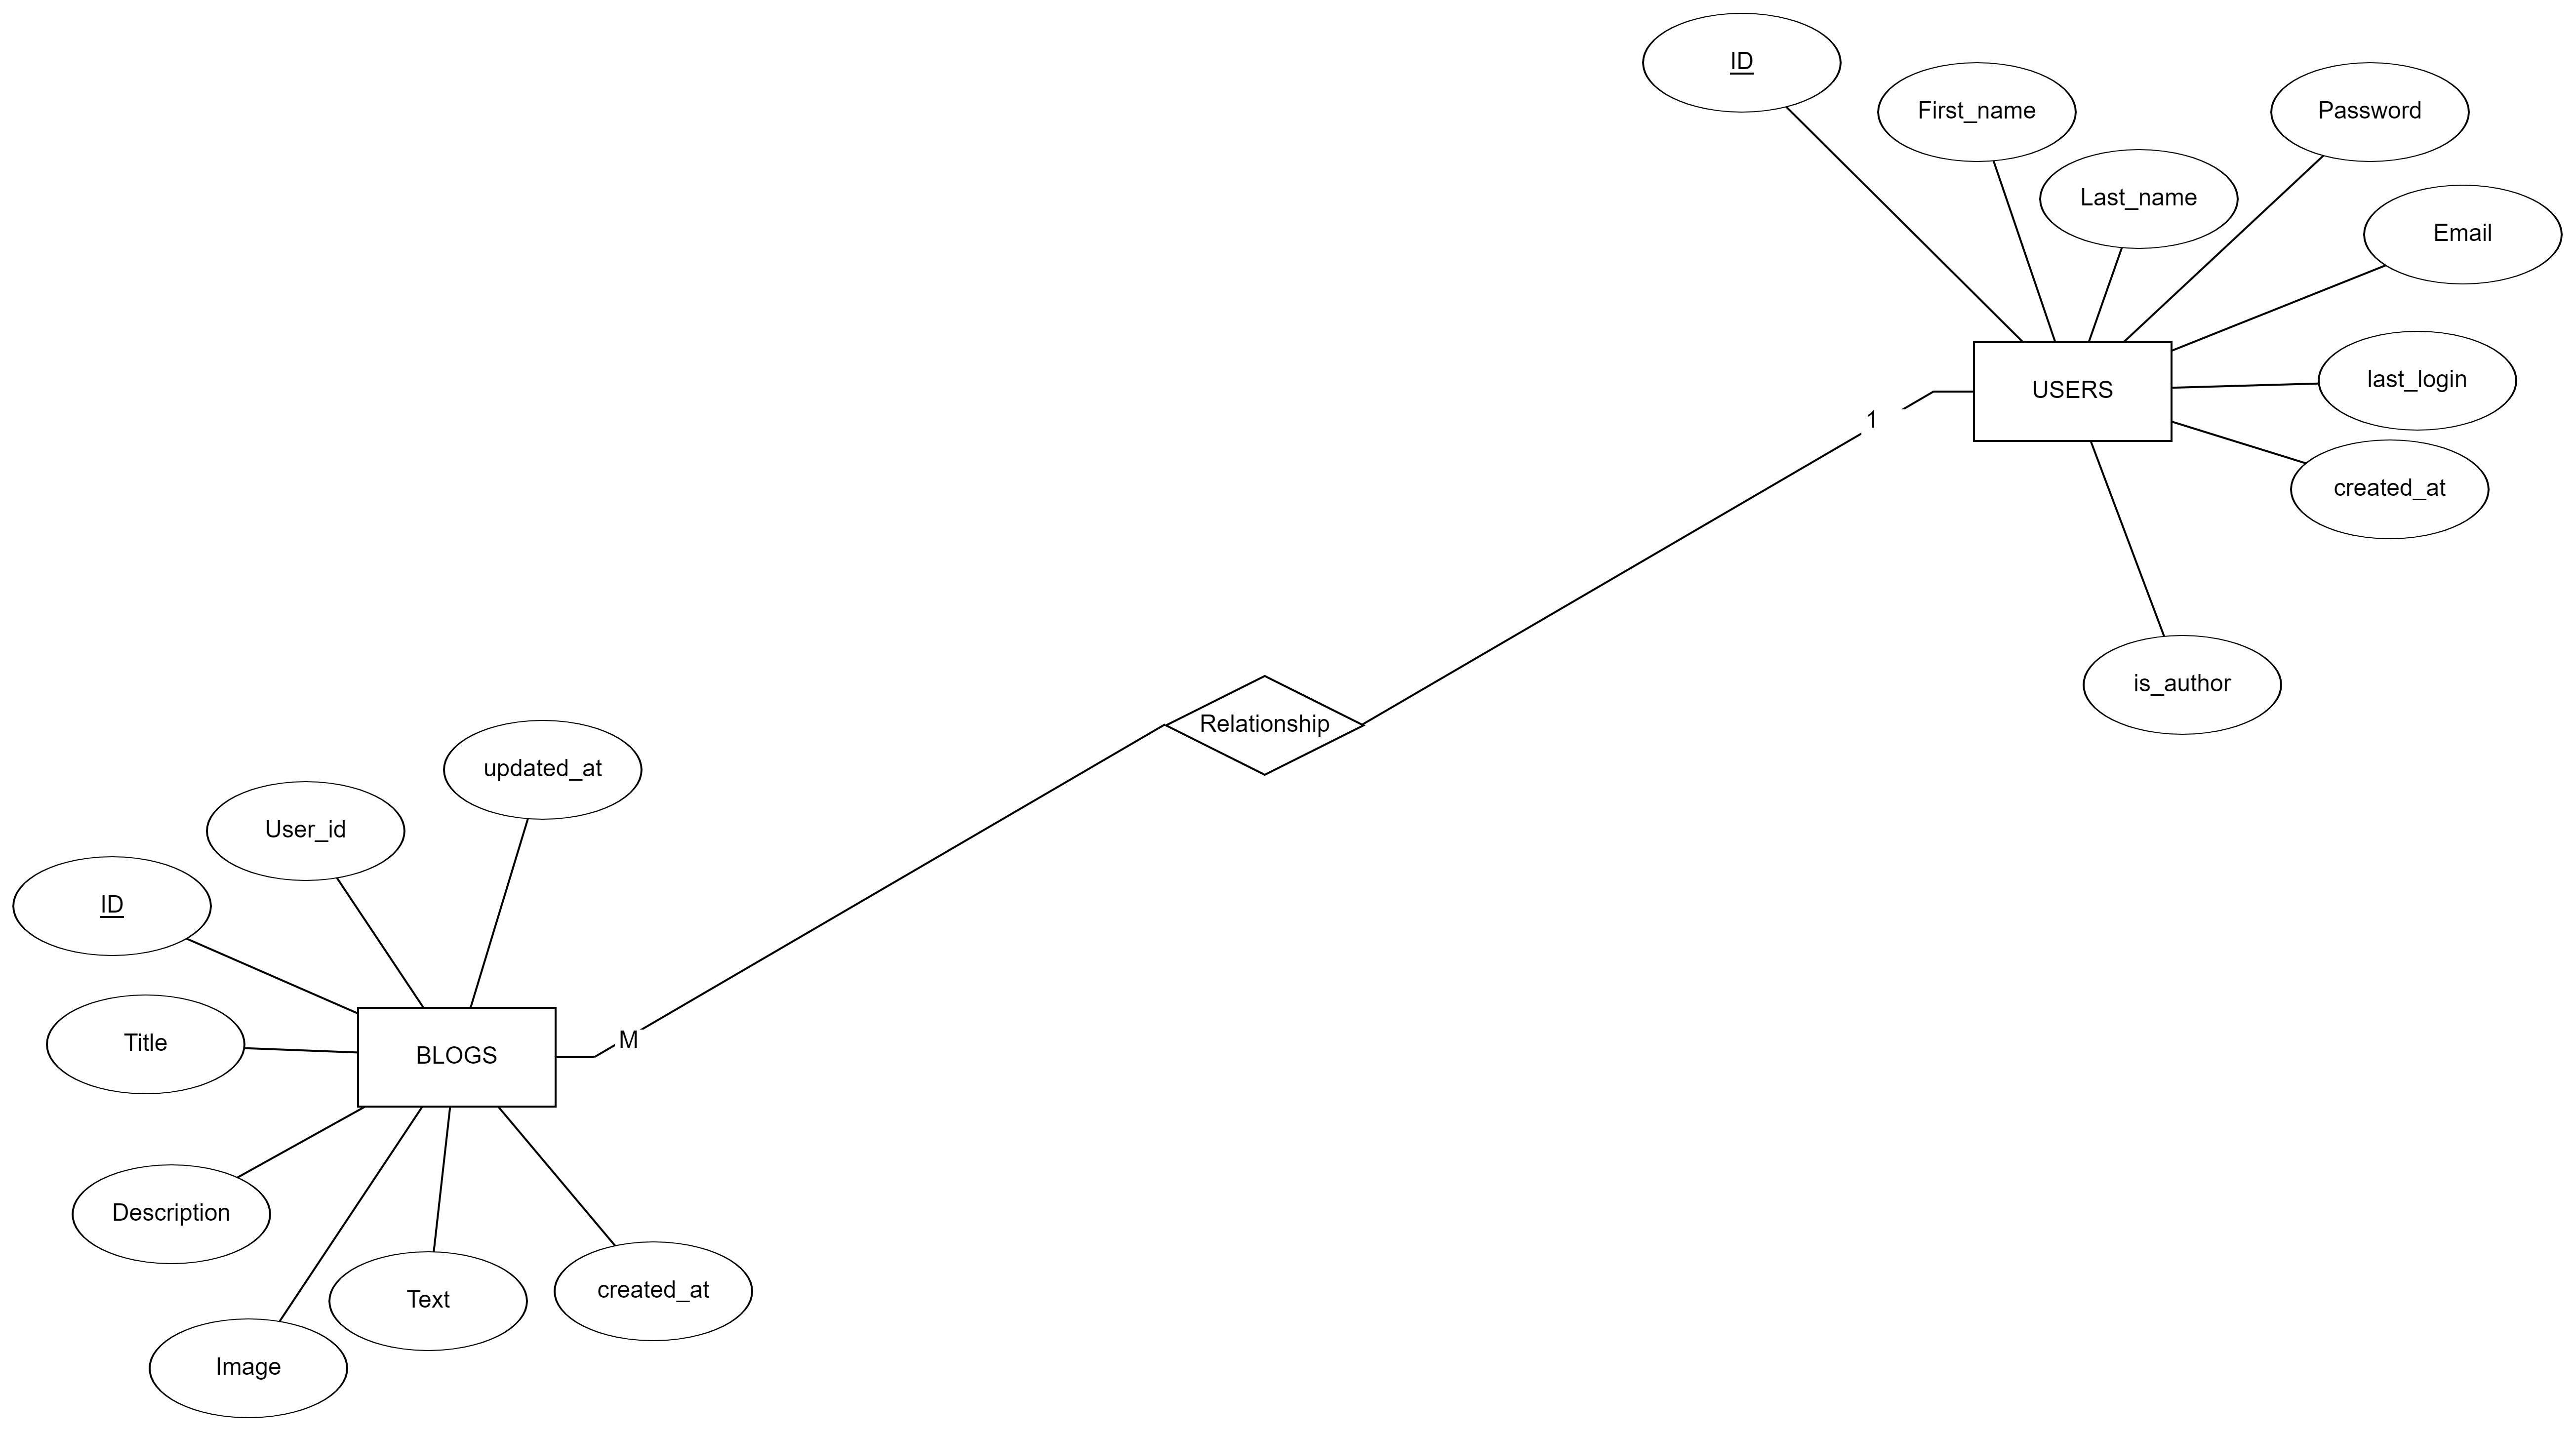 ID
First_name
Password
Last_name
Email
last_login
USERS
1
created_at
is_author
Relationship
updated_at
User_id
ID
M
Title
BLOGS
Description
created_at
Text
Image